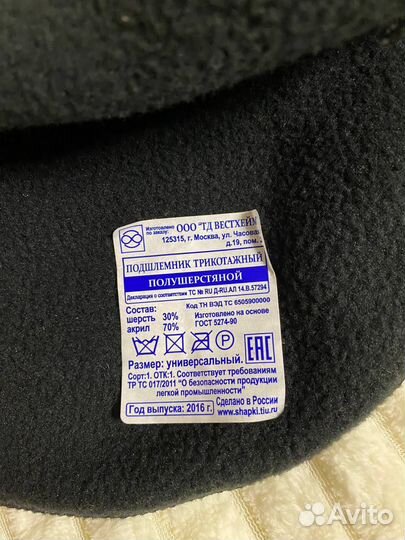 Изготовлено
по заказу:
ООО "ТД ВЕСТХЕЙМ
125315, г. Москва, ул. Часовая
д.19, пом.
ПОДШЛЕМНИК ТРИКОТАЖНЫЙ
ПОЛУШЕРСТЯНОЙ
Декларация о соответствии ТС № RU Д-RU.АЛ 14.В.57294
Состав: Код ТН ВЭД ТС 6505900000
шерсть 30% Изготовлено на основе
акрил 70% ГОСТ 5274-90
P
Размер: универсальный. EAC
Сорт:1. ОТК:1. Соответствует требованиям
ТР ТС 017/2011 "О безопасности продукции
легкой промышленности"
Сделано в России
Год выпуска: 2016 г. www.shapki.tiu.ru
Avito